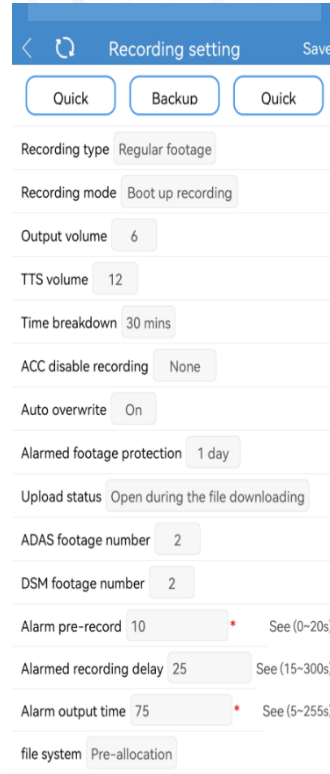 Recording setting Save
Quick Backup Quick
Recording type Regular footage
Recording mode Boot up recording
Output volume 6
TTS volume 12
Time breakdown 30 mins
ACC disable recording None
Auto overwrite On
Alarmed footage protection 1 day
Upload status Open during the file downloading
ADAS footage number 2
DSM footage number 2
Alarm pre-record 10 * See (0~20s)
Alarmed recording delay 25 See (15~300s)
Alarm output time 75 * See (5~255s)
file system Pre-allocation